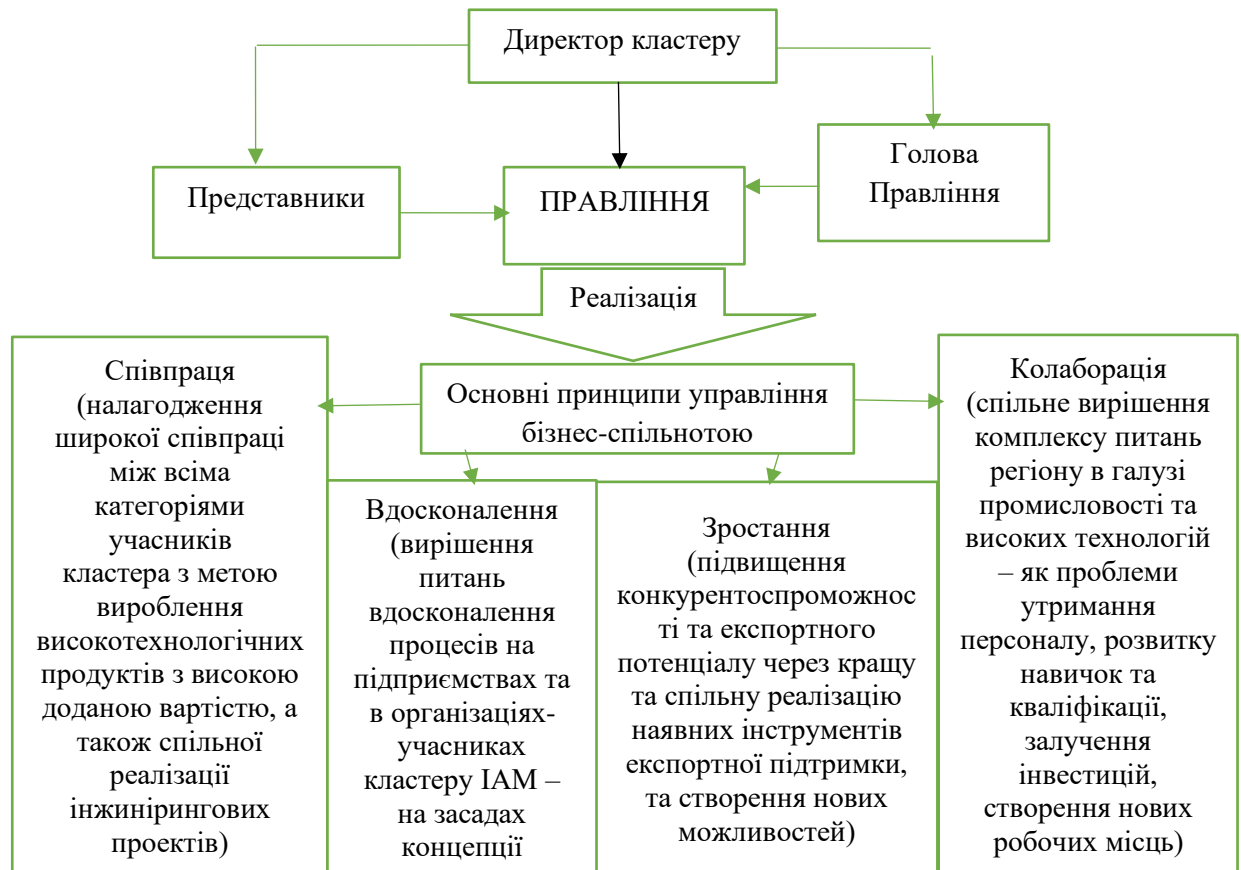 Директор кластеру
Представники
ПРАВЛІННЯ
Голова
Правління
Реалізація
Основні принципи управління
бізнес-спільнотою
Співпраця
(налагодження
широкої співпраці
між всіма
категоріями
учасників
кластера з метою
вироблення
високотехнологічних
продуктів з високою
доданою вартістю, а
також спільної
реалізації
інжинірингових
проектів)
Вдосконалення
(вирішення
питань
вдосконалення
процесів на
підприємствах та
в організаціях-
учасниках
кластеру ІАМ –
на засадах
концепції
Зростання
(підвищення
конкурентоспроможнос
ті та експортного
потенціалу через кращу
та спільну реалізацію
наявних інструментів
експортної підтримки,
та створення нових
можливостей)
Колаборація
(спільне вирішення
комплексу питань
регіону в галузі
промисловості та
високих технологій
– як проблеми
утримання
персоналу, розвитку
навичок та
кваліфікації,
залучення
інвестицій,
створення нових
робочих місць)